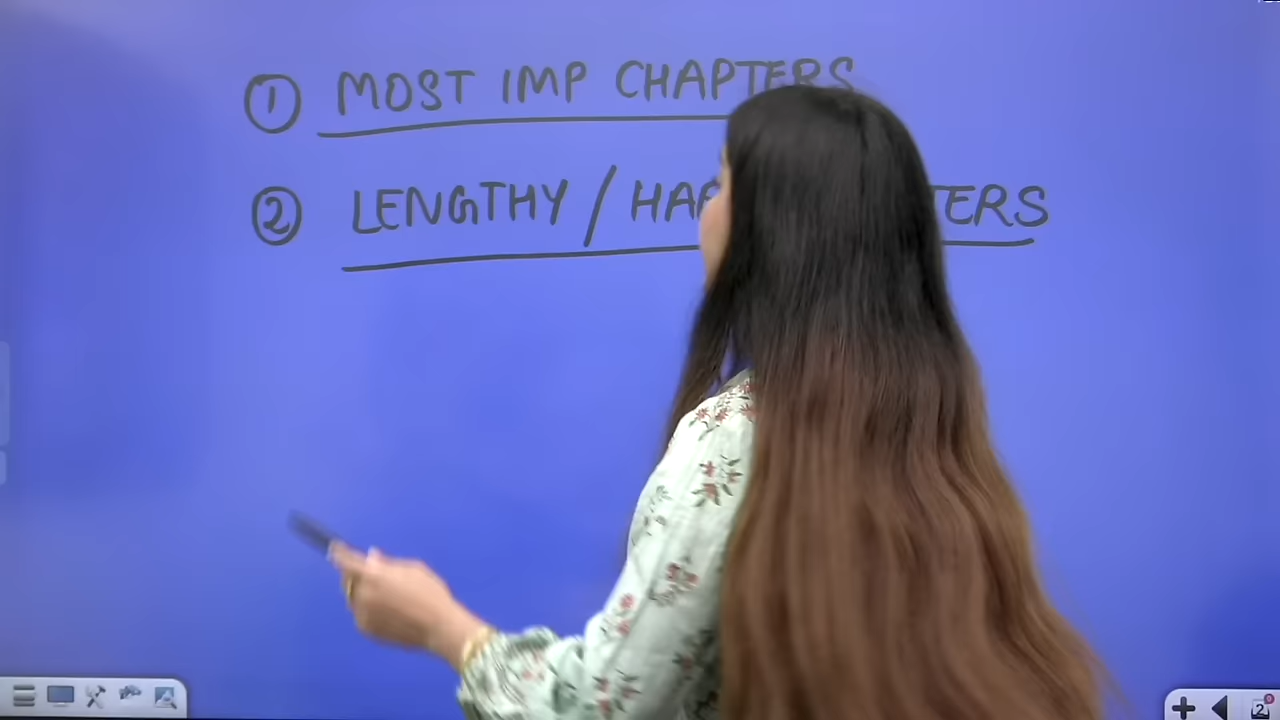 ① MOST IMP CHAPTERS
② LENGTHY /